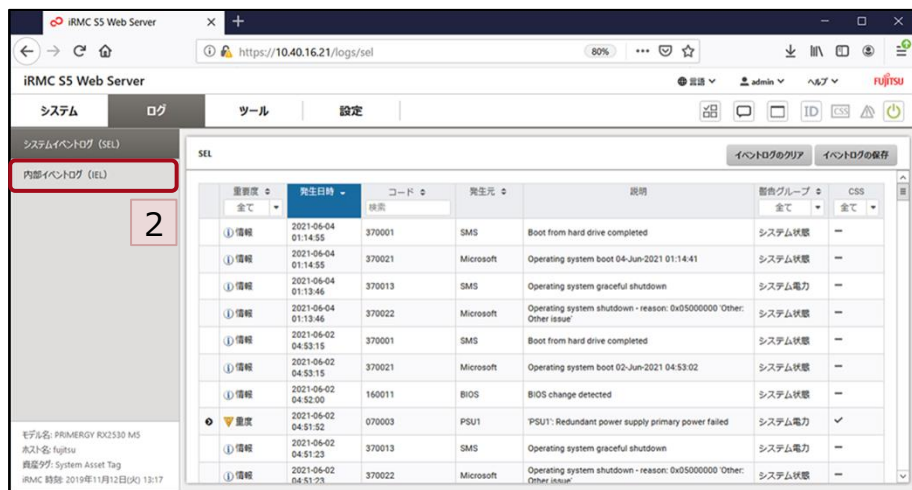 iRMC S5 Web Server
https://10.40.16.21/logs/sel
80%
iRMC S5 Web Server
言語
admin
ヘルプ
FUJITSU
システム
ログ
ツール
設定
ID
CSS
システムイベントログ (SEL)
内部イベントログ (IEL)
2
SEL
イベントログのクリア
イベントログの保存
重要度 発生日時 コード 発生元 説明 警告グループ CSS
全て 検索 全て 全て
情報 2021-06-04 01:14:55 370001 SMS Boot from hard drive completed システム状態 –
情報 2021-06-04 01:14:55 370021 Microsoft Operating system boot 04-Jun-2021 01:14:41 システム状態 –
情報 2021-06-04 01:13:46 370013 SMS Operating system graceful shutdown システム電力 –
情報 2021-06-04 01:13:46 370022 Microsoft Operating system shutdown - reason: 0x05000000 'Other: Other issue' システム状態 –
情報 2021-06-02 04:53:15 370001 SMS Boot from hard drive completed システム状態 –
情報 2021-06-02 04:53:15 370021 Microsoft Operating system boot 02-Jun-2021 04:53:02 システム状態 –
情報 2021-06-02 04:52:00 160011 BIOS BIOS change detected システム状態 –
重度 2021-06-02 04:51:52 070003 PSU1 'PSU1': Redundant power supply primary power failed システム電力
情報 2021-06-02 04:51:23 370013 SMS Operating system graceful shutdown システム電力 –
情報 2021-06-02 04:51:23 370022 Microsoft Operating system shutdown - reason: 0x05000000 'Other: Other issue' システム状態 –
モデル名: PRIMERGY RX2530 M5
ホスト名: fujitsu
資産タグ: System Asset Tag
iRMC 時刻: 2019年11月12日(火) 13:17